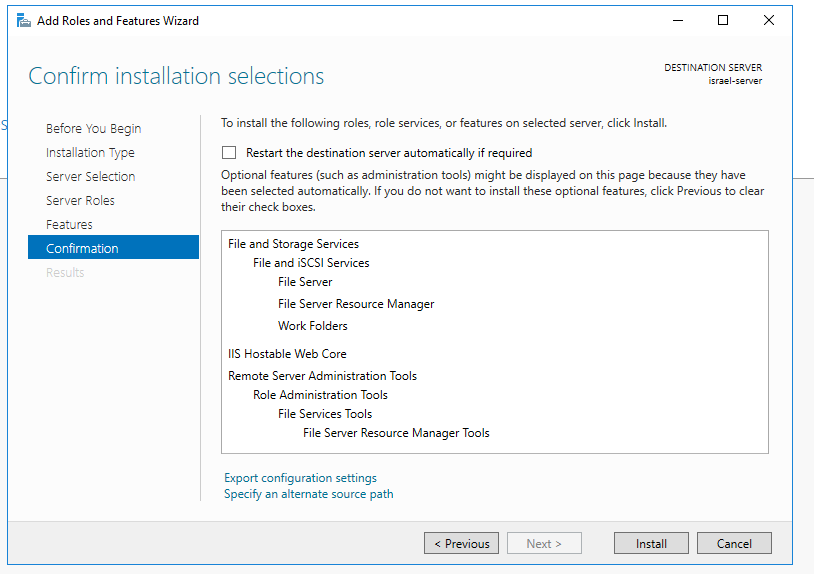 Add Roles and Features Wizard
Confirm installation selections
DESTINATION SERVER
israel-server
Before You Begin
Installation Type
Server Selection
Server Roles
Features
Confirmation
Results
To install the following roles, role services, or features on selected server, click Install.
Restart the destination server automatically if required
Optional features (such as administration tools) might be displayed on this page because they have
been selected automatically. If you do not want to install these optional features, click Previous to clear
their check boxes.
File and Storage Services
File and iSCSI Services
File Server
File Server Resource Manager
Work Folders
IIS Hostable Web Core
Remote Server Administration Tools
Role Administration Tools
File Services Tools
File Server Resource Manager Tools
Export configuration settings
Specify an alternate source path
< Previous
Next >
Install
Cancel